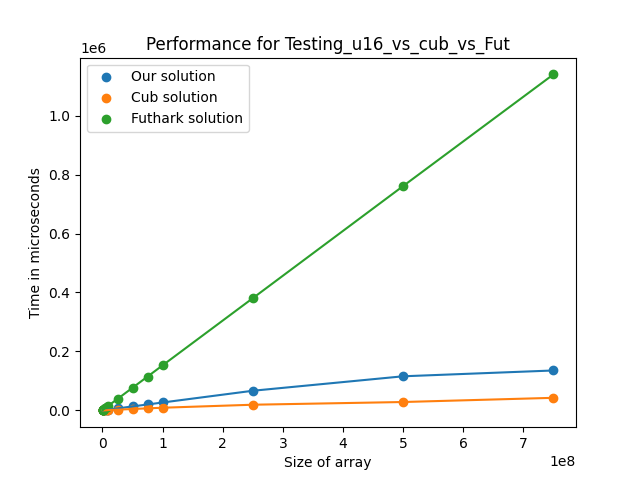 Performance for Testing_u16_vs_cub_vs_Fut
1e6
Our solution
Cub solution
Futhark solution
1.0
0.8
0.6
0.4
0.2
0.0
Time in microseconds
0 1 2 3 4 5 6 7
Size of array
1e8